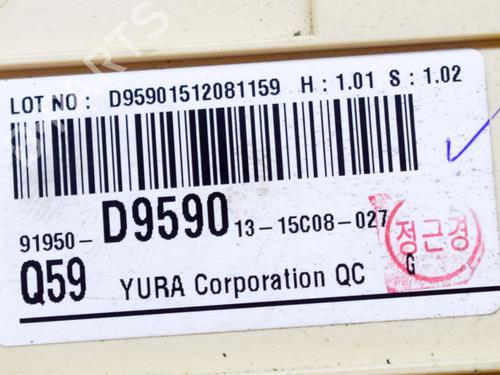 LOT NO : D95901512081159 H : 1.01 S : 1.02
91950-D9590 13-15C08-027
정근경
Q59 YURA Corporation QC G